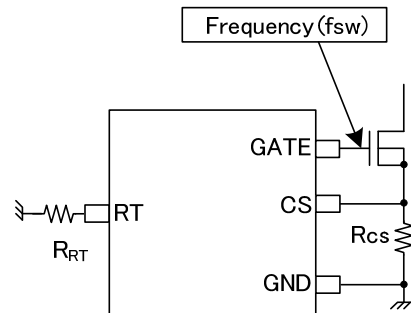 Frequency(fsw)
GATE
RT
CS
RRT
Rcs
GND